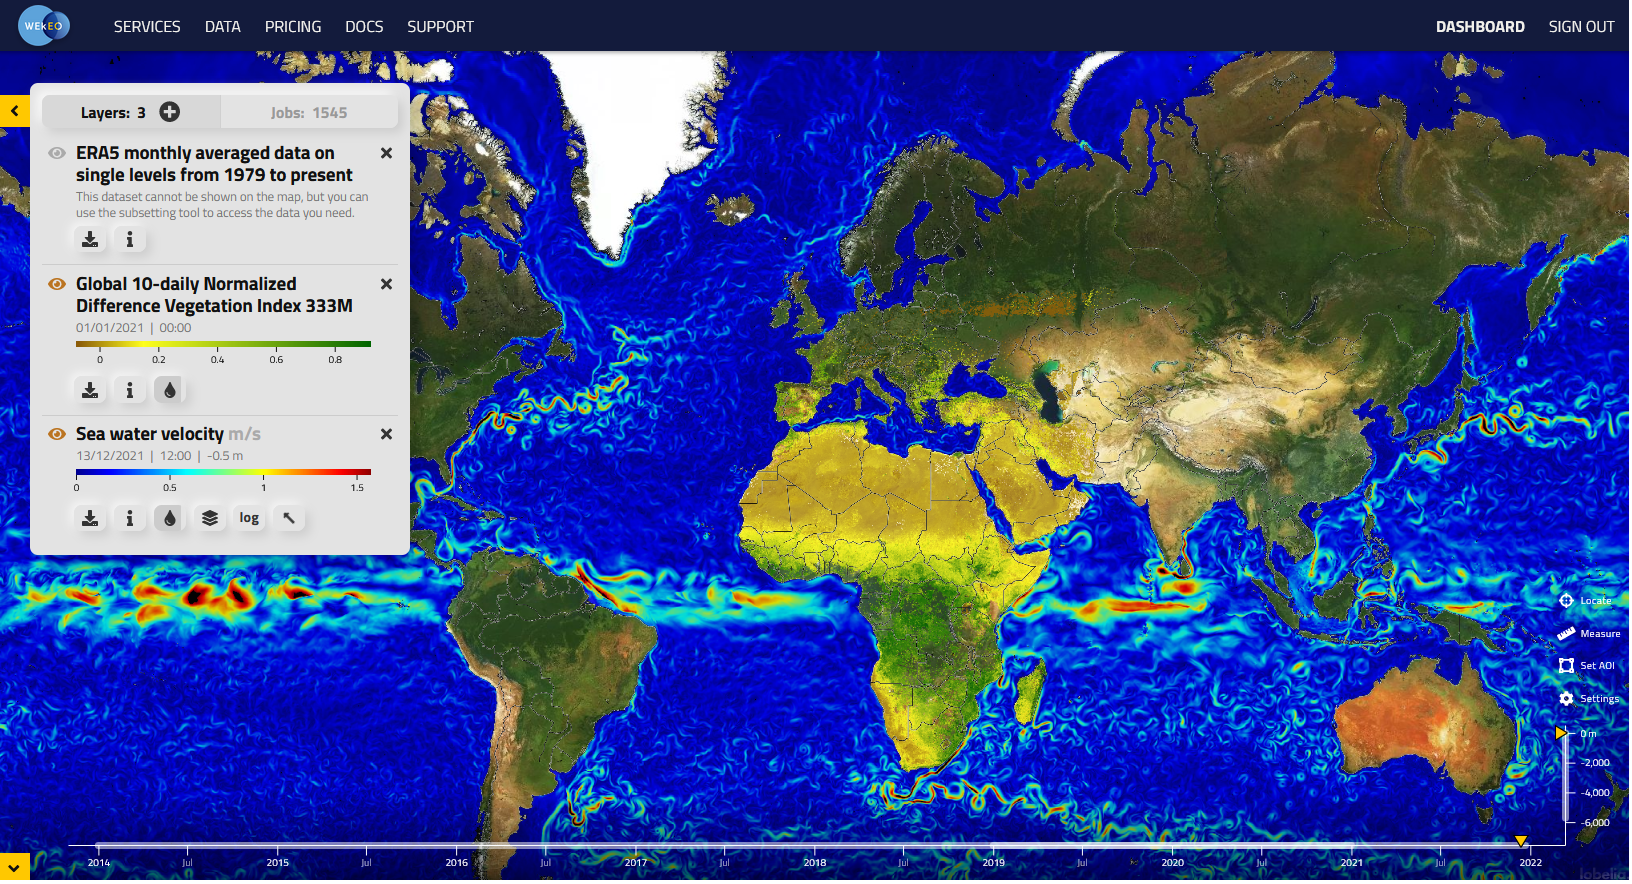 WEkEO
SERVICES DATA PRICING DOCS SUPPORT
DASHBOARD SIGN OUT
Layers: 3
Jobs: 1545
ERA5 monthly averaged data on
single levels from 1979 to present
This dataset cannot be shown on the map, but you can
use the subsetting tool to access the data you need.
Global 10-daily Normalized
Difference Vegetation Index 333M
01/01/2021 | 00:00
0 0.2 0.4 0.6 0.8
Sea water velocity m/s
13/12/2021 | 12:00 | -0.5 m
0 0.5 1 1.5
log
Locate
Measure
Set AOI
Settings
0 m
-2,000
-4,000
-6,000
2014 Jul 2015 Jul 2016 Jul 2017 Jul 2018 Jul 2019 Jul 2020 Jul 2021 Jul 2022
lobelia